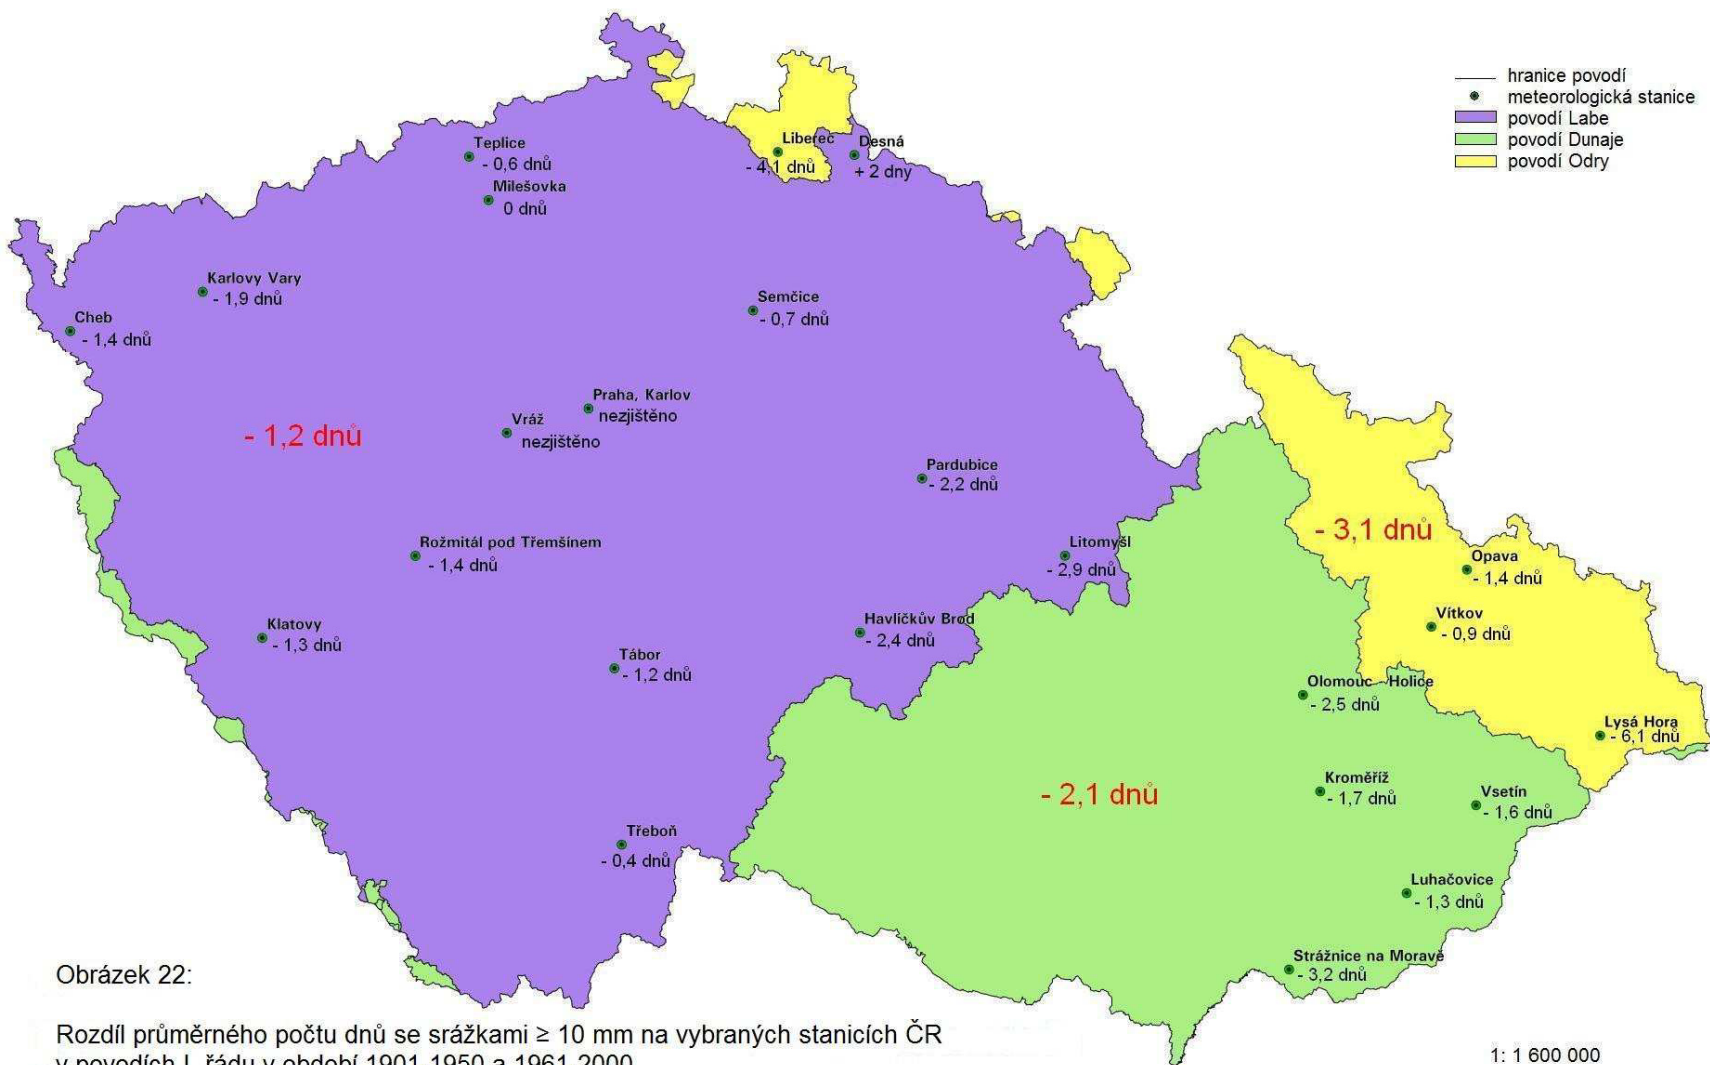 hranice povodí
meteorologická stanice
povodí Labe
povodí Dunaje
povodí Odry
Teplice
- 0,6 dnů
Milešovka
0 dnů
Liberec
- 4,1 dnů
Desná
+ 2 dny
Karlovy Vary
- 1,9 dnů
Cheb
- 1,4 dnů
Semčice
- 0,7 dnů
Praha, Karlov
nezjištěno
Vráž
nezjištěno
- 1,2 dnů
Pardubice
- 2,2 dnů
Rožmitál pod Třemšínem
- 1,4 dnů
Litomyšl
- 2,9 dnů
- 3,1 dnů
Opava
- 1,4 dnů
Vítkov
- 0,9 dnů
Klatovy
- 1,3 dnů
Havlíčkův Brod
- 2,4 dnů
Tábor
- 1,2 dnů
Olomouc - Holice
- 2,5 dnů
Lysá Hora
- 6,1 dnů
- 2,1 dnů
Kroměříž
- 1,7 dnů
Vsetín
- 1,6 dnů
Třeboň
- 0,4 dnů
Luhačovice
- 1,3 dnů
Strážnice na Moravě
- 3,2 dnů
Obrázek 22:
Rozdíl průměrného počtu dnů se srážkami ≥ 10 mm na vybraných stanicích ČR
v povodích I. řádu v období 1901-1950 a 1961-2000
1: 1 600 000